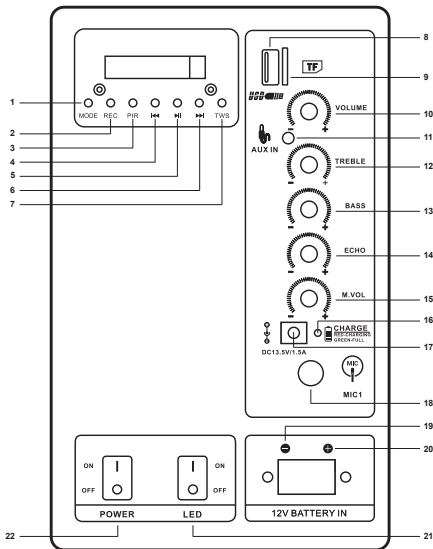 8
TF
9
1
MODE REC PIR TWS
2
3
4
5
6
7
VOLUME
10
- +
11
AUX IN
TREBLE
12
- +
BASS
13
- +
ECHO
14
- +
M.VOL
15
- +
16
CHARGE
RED-CHARGING
GREEN-FULL
17
DC13.5V/1.5A
MIC
MIC1
18
19
20
ON
OFF
ON
OFF
POWER
LED
12V BATTERY IN
22
21